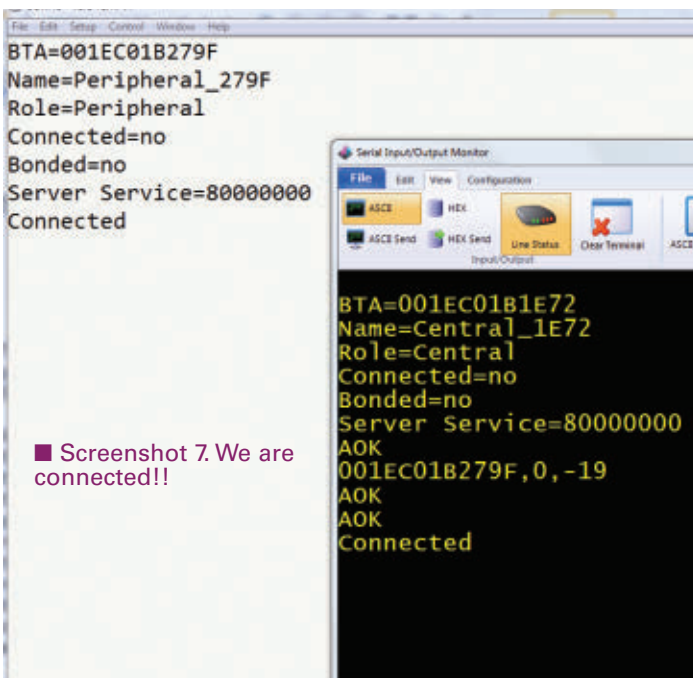 File Edit Setup Control Window Help
BTA=001EC01B279F
Name=Peripheral_279F
Role=Peripheral
Connected=no
Bonded=no
Server Service=80000000
Connected
Serial Input/Output Monitor
File Edit View Configuration
ASCII HEX
ASCII Send HEX Send Line Status Clear Terminal
Input/Output
BTA=001EC01B1E72
Name=Central_1E72
Role=Central
Connected=no
Bonded=no
Server Service=80000000
AOK
001EC01B279F,0,-19
AOK
AOK
Connected
■ Screenshot 7. We are
connected!!